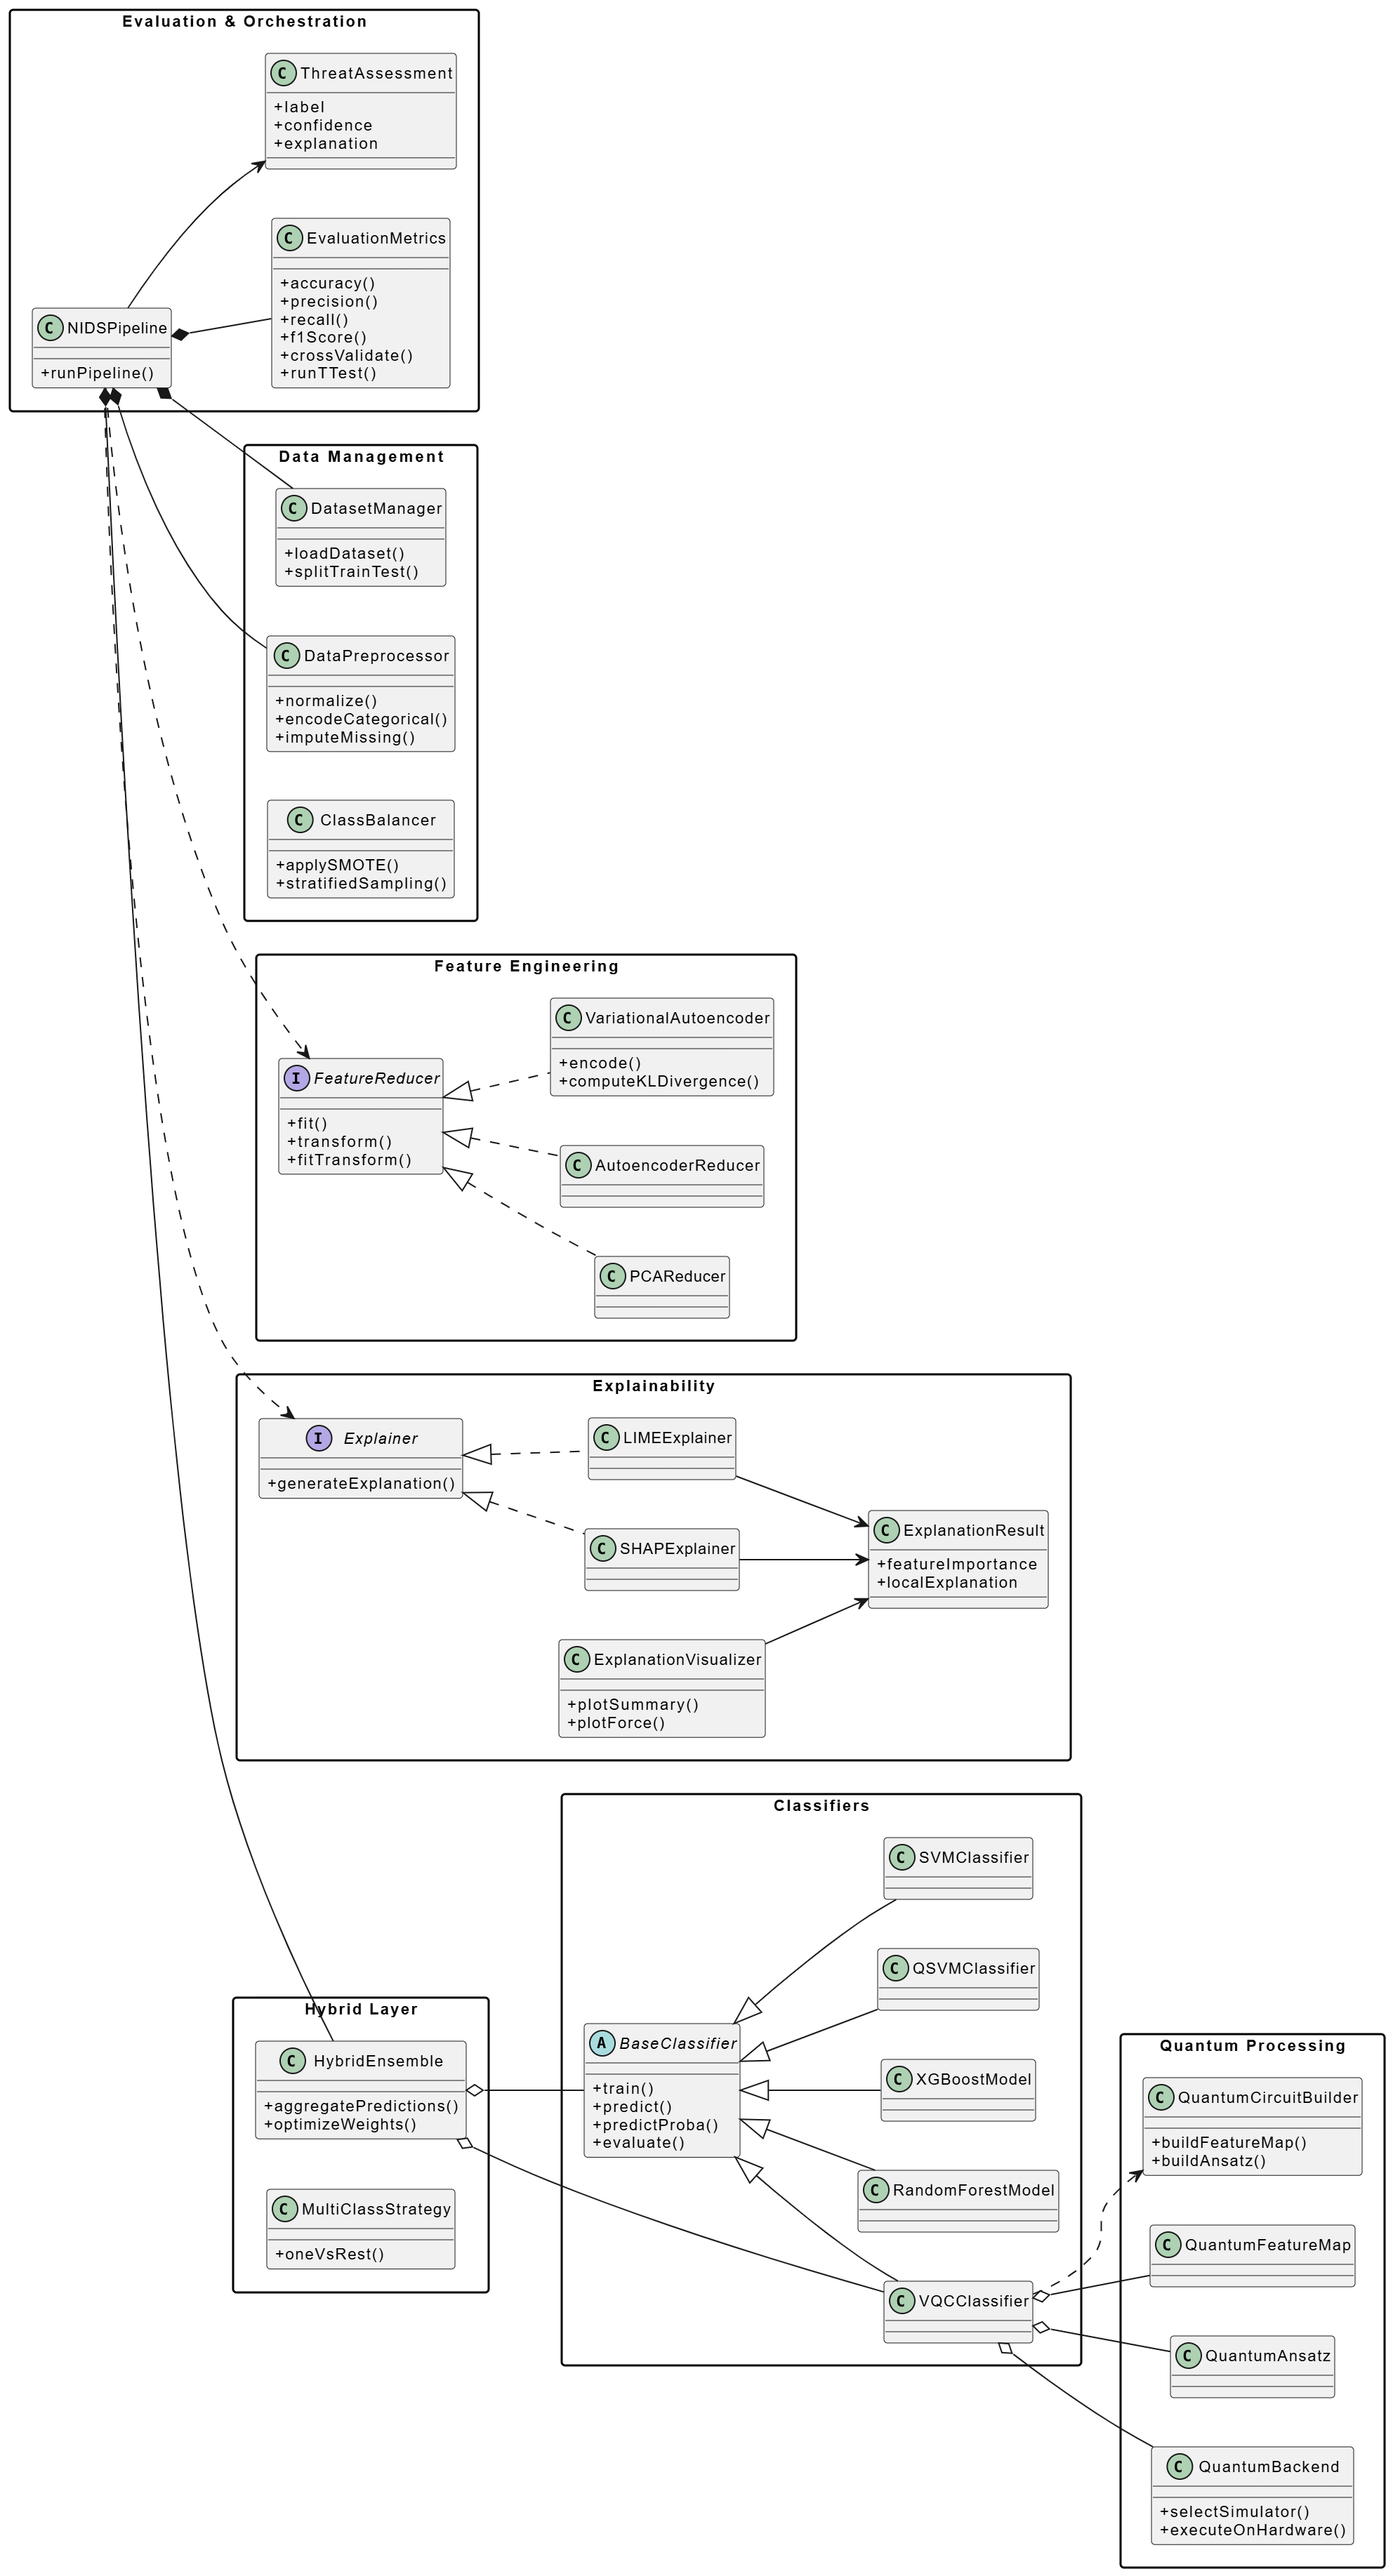 Evaluation & Orchestration
C ThreatAssessment
+label
+confidence
+explanation
C EvaluationMetrics
+accuracy()
+precision()
+recall()
+f1Score()
+crossValidate()
+runTTest()
C NIDSPipeline
+runPipeline()
Data Management
C DatasetManager
+loadDataset()
+splitTrainTest()
C DataPreprocessor
+normalize()
+encodeCategorical()
+imputeMissing()
C ClassBalancer
+applySMOTE()
+stratifiedSampling()
Feature Engineering
C VariationalAutoencoder
+encode()
+computeKLDivergence()
I FeatureReducer
+fit()
+transform()
+fitTransform()
C AutoencoderReducer
C PCAReducer
Explainability
I Explainer
+generateExplanation()
C LIMEExplainer
C SHAPExplainer
C ExplanationResult
+featureImportance
+localExplanation
C ExplanationVisualizer
+plotSummary()
+plotForce()
Classifiers
C SVMClassifier
C QSVMClassifier
A BaseClassifier
+train()
+predict()
+predictProba()
+evaluate()
C XGBoostModel
C RandomForestModel
C VQCClassifier
Hybrid Layer
C HybridEnsemble
+aggregatePredictions()
+optimizeWeights()
C MultiClassStrategy
+oneVsRest()
Quantum Processing
C QuantumCircuitBuilder
+buildFeatureMap()
+buildAnsatz()
C QuantumFeatureMap
C QuantumAnsatz
C QuantumBackend
+selectSimulator()
+executeOnHardware()